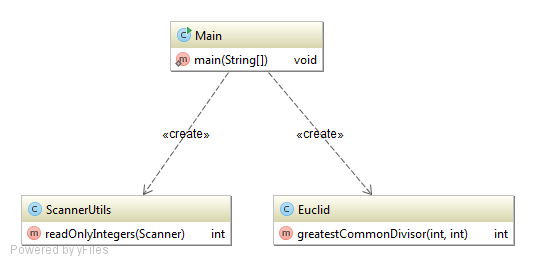 Main
main(String[]) void
«create» «create»
ScannerUtils
readOnlyIntegers(Scanner) int
Euclid
greatestCommonDivisor(int, int) int
Powered by yFiles